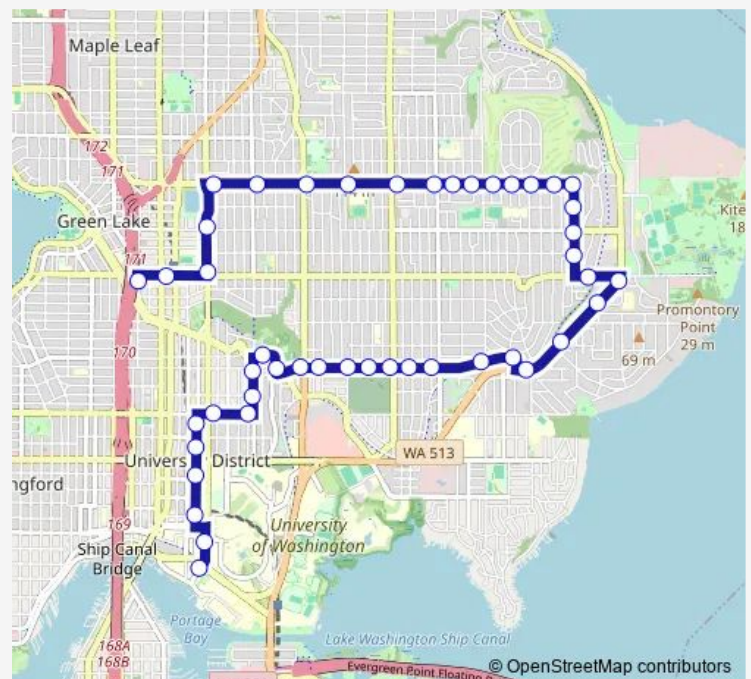 Maple Leaf
172
171
Green Lake
171
Kite
18
Promontory
Point
29 m
170
69 m
WA 513
Univers District
ngford
169
University
of Washington
Ship Canal
Bridge
Portage
Bay
Lake Washington Ship Canal
168A
168B
Evergreen Point Floating
© OpenStreetMap contributors